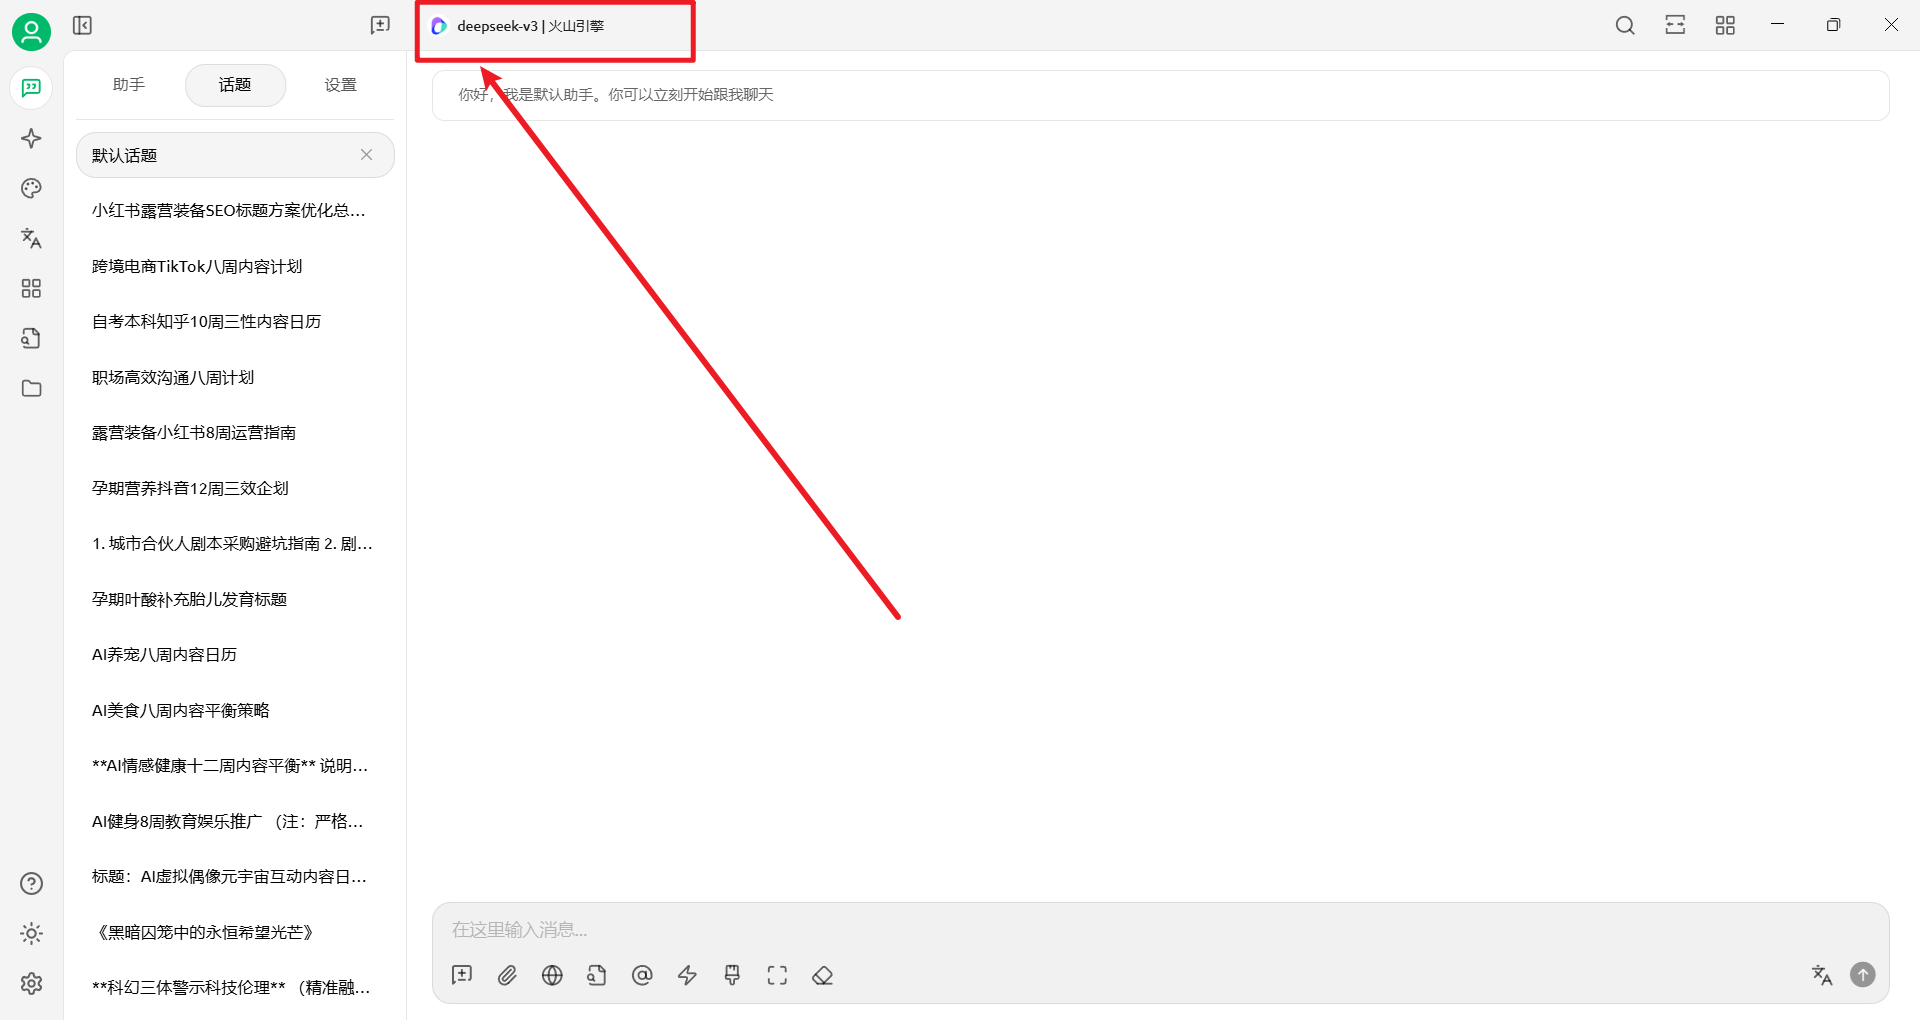 deepseek-v3 | 火山引擎
助手 话题 设置
默认话题
小红书露营装备SEO标题方案优化总...
跨境电商TikTok八周内容计划
自考本科知乎10周三性内容日历
职场高效沟通八周计划
露营装备小红书8周运营指南
孕期营养抖音12周三效企划
1. 城市合伙人剧本采购避坑指南 2. 剧...
孕期叶酸补充胎儿发育标题
AI养宠八周内容日历
AI美食八周内容平衡策略
**AI情感健康十二周内容平衡** 说明...
AI健身8周教育娱乐推广 （注：严格...
标题：AI虚拟偶像元宇宙互动内容日...
《黑暗囚笼中的永恒希望光芒》
**科幻三体警示科技伦理** （精准融...
你好，我是默认助手。你可以立刻开始跟我聊天
在这里输入消息...